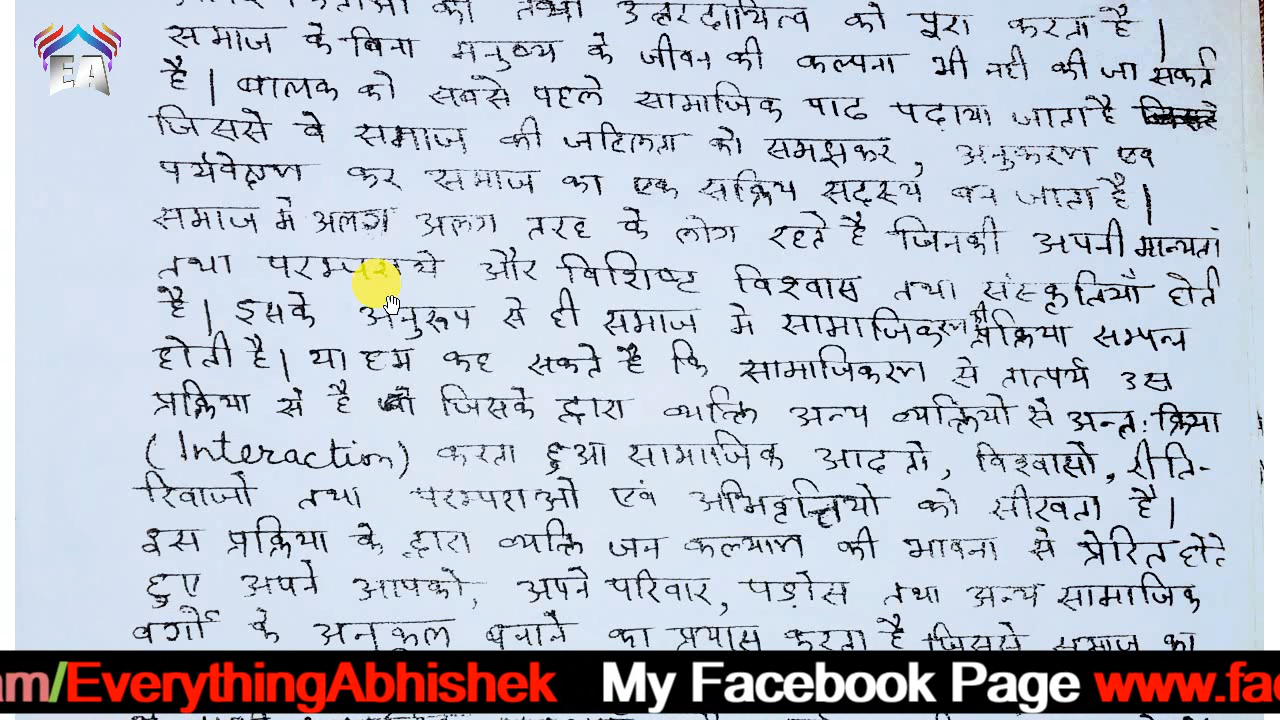 को तथा उत्तरदायित्व को पूरा करता है |
समाज के बिना मनुष्य के जीवन की कल्पना भी नही की जा सकती
है | बालक को सबसे पहले सामाजिक पाठ पढ़ाया जाता है
जिससे वे समाज की जटिलता को समझकर, अनुकरण एवं
पर्यवेक्षण कर समाज का एक सक्रिय सदस्य बन जाता है |
समाज में अलग अलग तरह के लोग रहते है जिनकी अपनी मान्यता
तथा परम्पराये और विशिष्ट विश्वास तथा संस्कृतियाँ होती
है | इसके अनुरूप से ही समाज मे सामाजिकरण की प्रक्रिया सम्पन्न
होती है | या हम कह सकते है कि सामाजिकरण से तात्पर्य उस
प्रक्रिया से है जिसके द्वारा व्यक्ति अन्य व्यक्तियो से अन्तः क्रिया
(Interaction) करता हुआ सामाजिक आदतो, विश्वासो, रीति-
रिवाजो तथा परम्पराओ एवं अभिवृत्तियो को सीखता है |
इस प्रक्रिया के द्वारा व्यक्ति जन कल्याण की भावना से प्रेरित होते
हुए अपने आपको, अपने परिवार, पड़ोस तथा अन्य सामाजिक
वर्गो के अनुकूल बनाने का प्रयास करता है जिससे समाज का
EA
am/EverythingAbhishek My Facebook Page www.fac